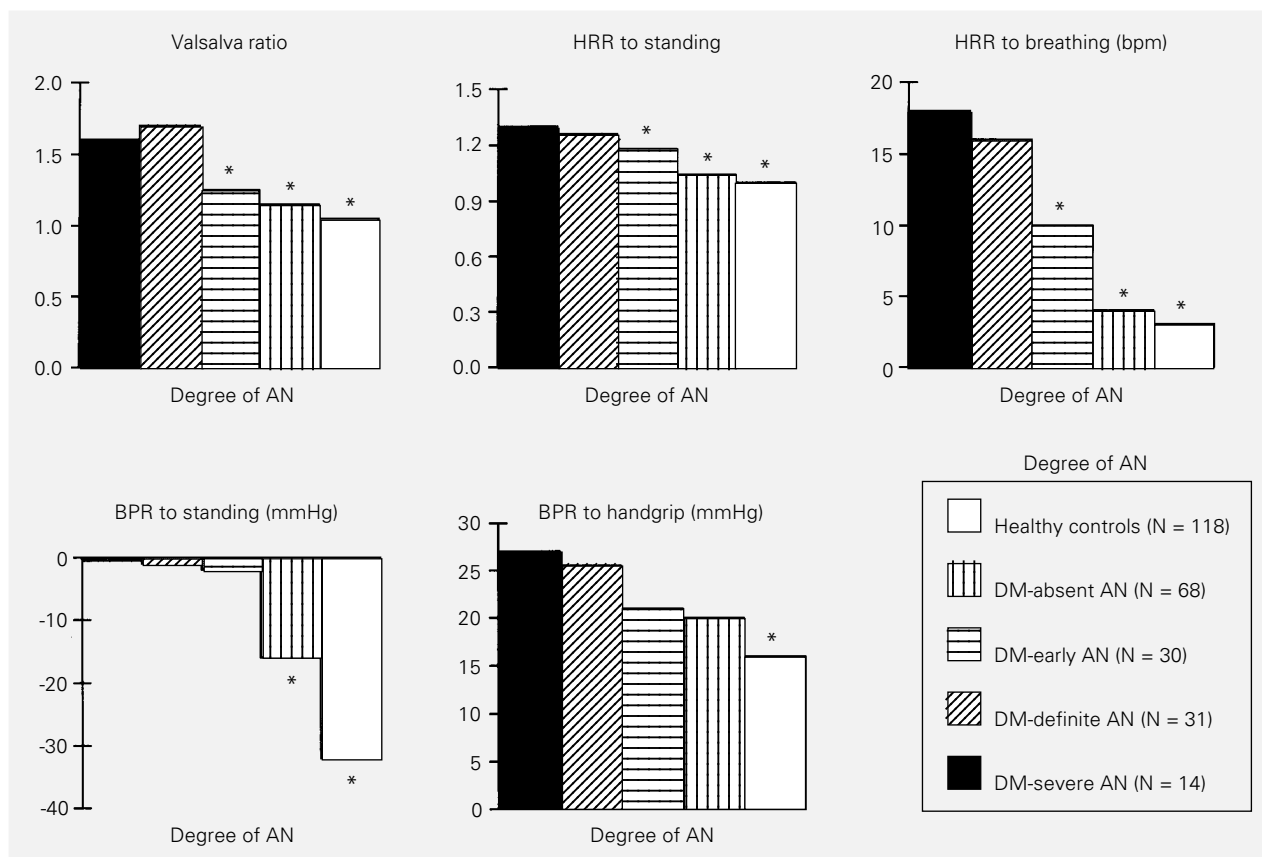 Valsalva ratio
2.0
1.5
1.0
0.5
0.0
* * *
Degree of AN
HRR to standing
1.5
1.2
0.9
0.6
0.3
0.0
* * *
Degree of AN
HRR to breathing (bpm)
20
15
10
5
0
* * *
Degree of AN
BPR to standing (mmHg)
0
-10
-20
-30
-40
* *
Degree of AN
BPR to handgrip (mmHg)
30
25
20
15
10
5
0
*
Degree of AN
Degree of AN
Healthy controls (N = 118)
DM-absent AN (N = 68)
DM-early AN (N = 30)
DM-definite AN (N = 31)
DM-severe AN (N = 14)